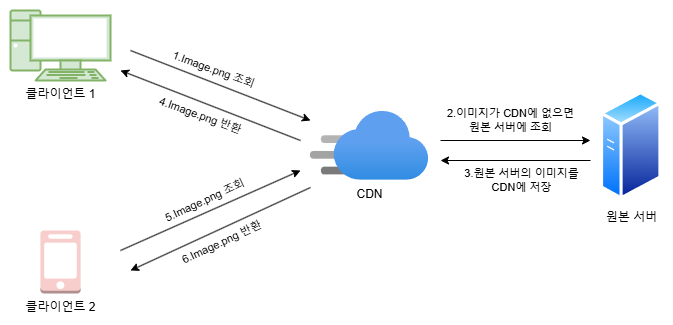 클라이언트 1
1.Image.png 조회
4.Image.png 반환
2.이미지가 CDN에 없으면
원본 서버에 조회
3.원본 서버의 이미지를
CDN에 저장
CDN
원본 서버
5.Image.png 조회
6.Image.png 반환
클라이언트 2